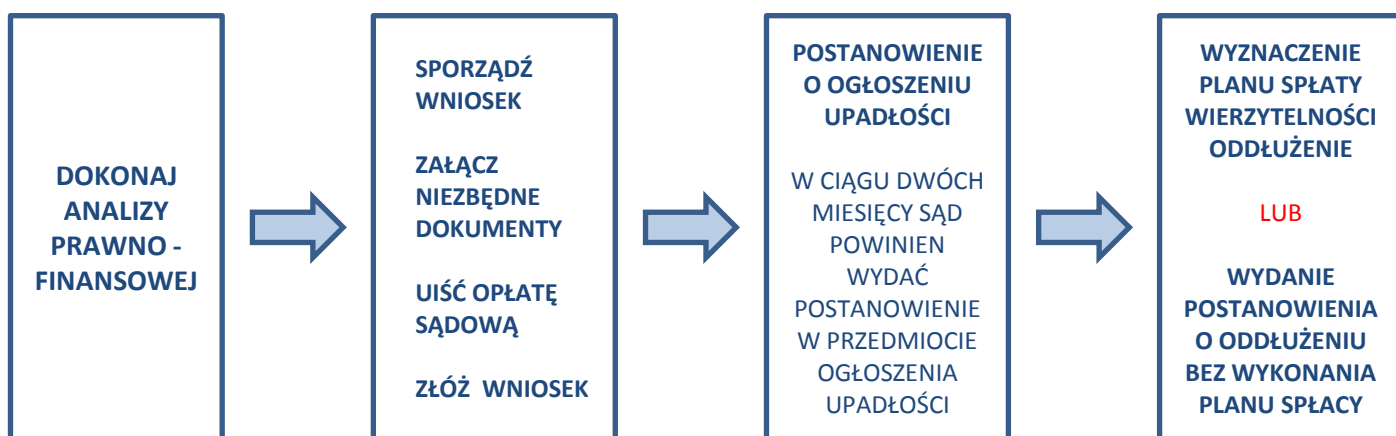 DOKONAJ
ANALIZY
PRAWNO -
FINANSOWEJ
SPORZĄDŹ
WNIOSEK
ZAŁĄCZ
NIEZBĘDNE
DOKUMENTY
UIŚĆ OPŁATĘ
SĄDOWĄ
ZŁÓŻ WNIOSEK
POSTANOWIENIE
O OGŁOSZENIU
UPADŁOŚCI
W CIĄGU DWÓCH
MIESIĘCY SĄD
POWINIEN
WYDAĆ
POSTANOWIENIE
W PRZEDMIOCIE
OGŁOSZENIA
UPADŁOŚCI
WYZNACZENIE
PLANU SPŁATY
WIERZYTELNOŚCI
ODDŁUŻENIE
LUB
WYDANIE
POSTANOWIENIA
O ODDŁUŻENIU
BEZ WYKONANIA
PLANU SPŁACY